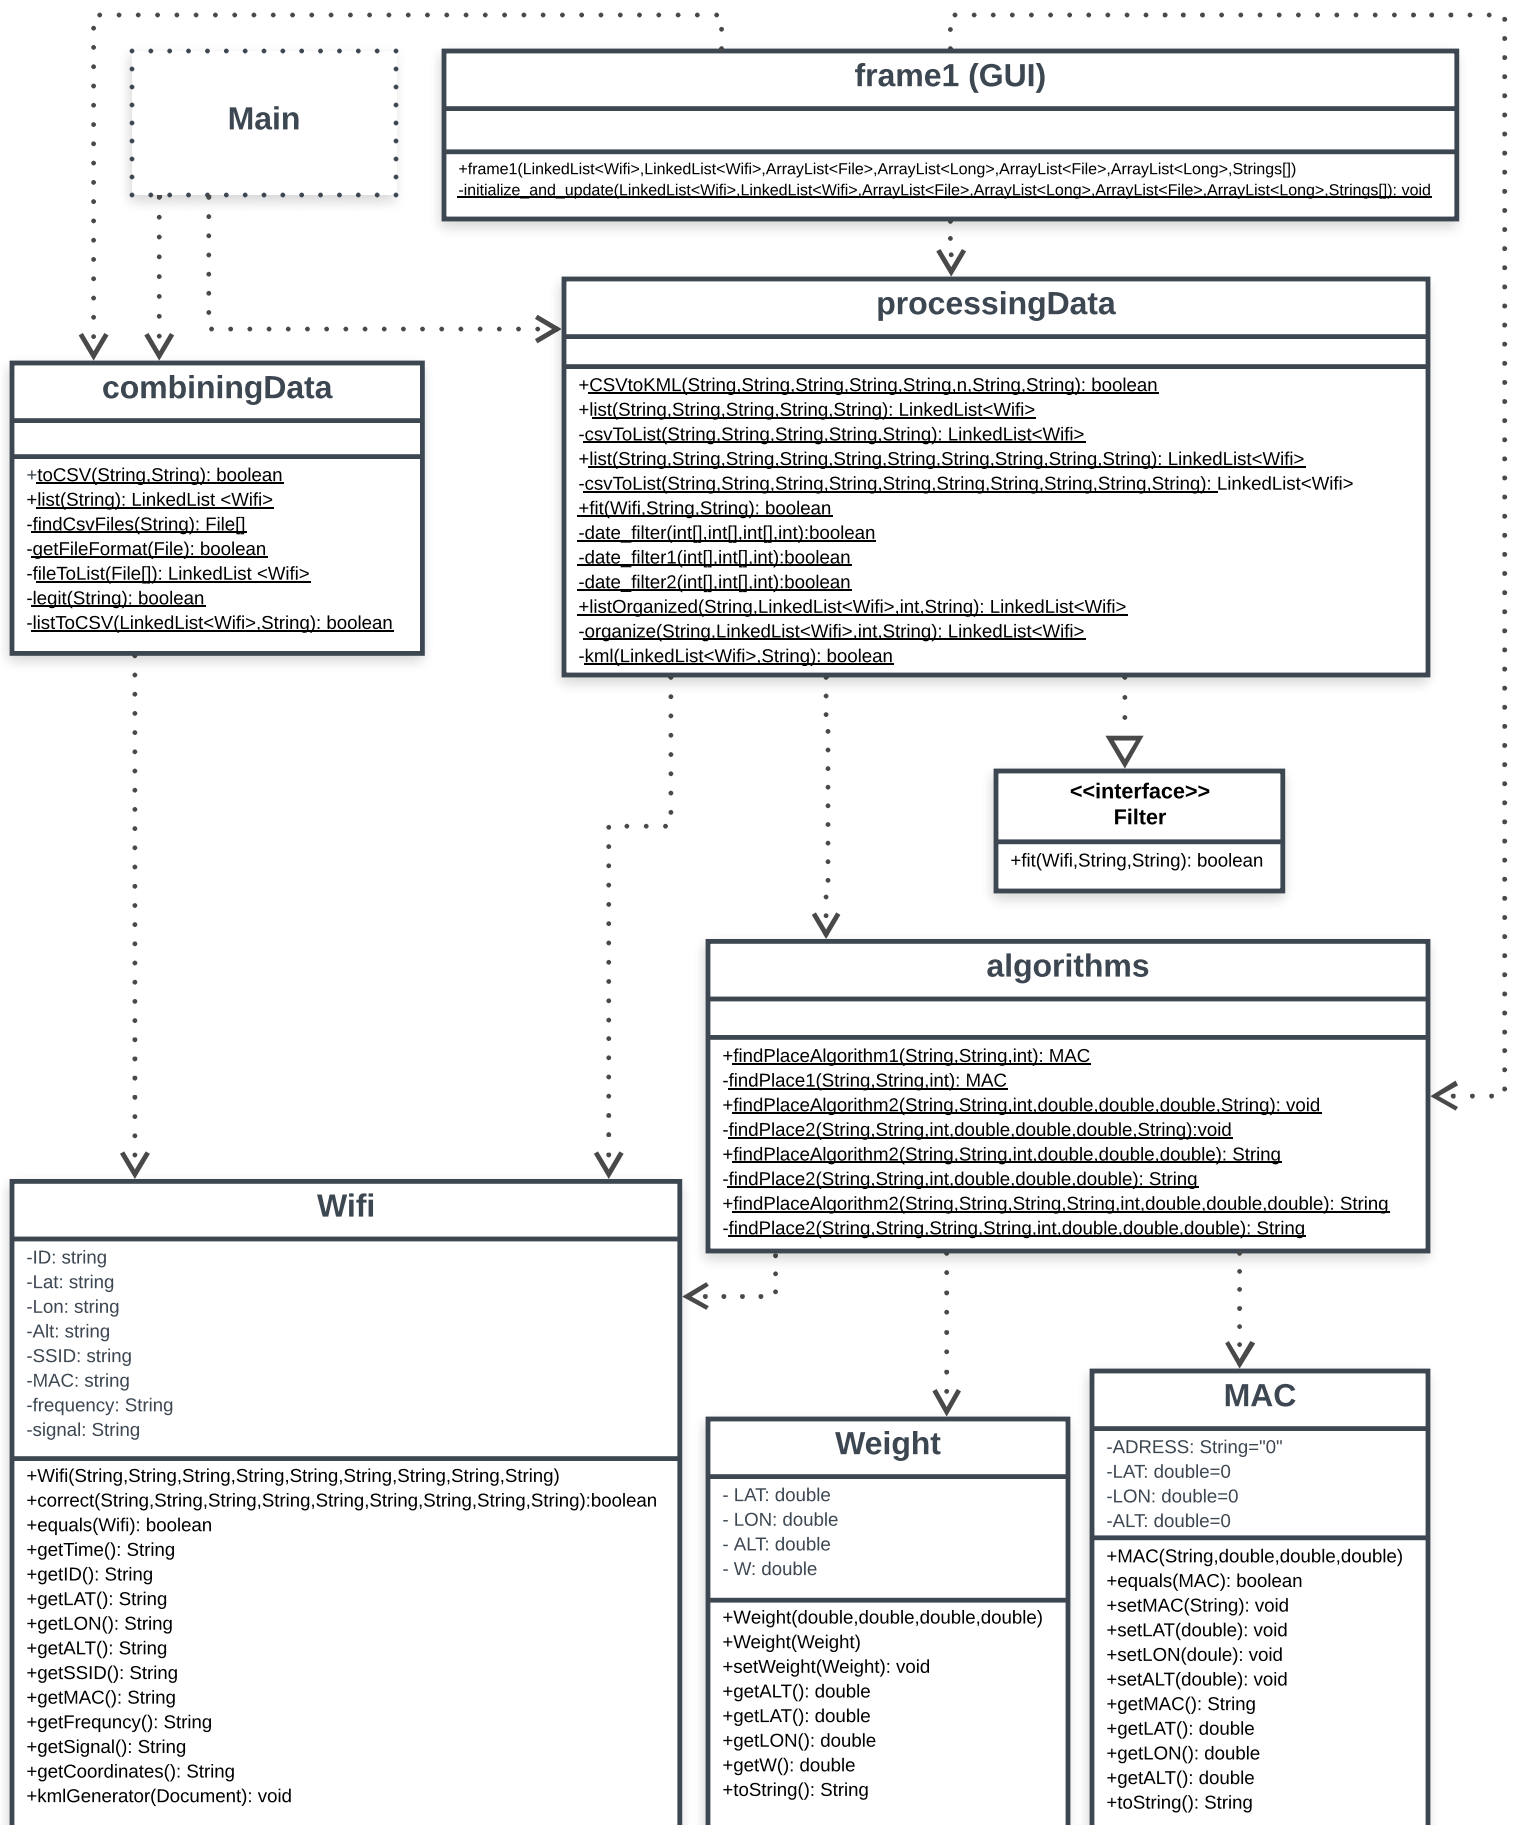 frame1 (GUI)
+frame1(LinkedList<Wifi>,LinkedList<Wifi>,ArrayList<File>,ArrayList<Long>,ArrayList<File>,ArrayList<Long>,Strings[])
-initialize_and_update(LinkedList<Wifi>,LinkedList<Wifi>,ArrayList<File>,ArrayList<Long>,ArrayList<File>,ArrayList<Long>,Strings[]): void
Main
processingData
+CSVtoKML(String,String,String,String,String,n,String,String): boolean
+list(String,String,String,String,String): LinkedList<Wifi>
-csvToList(String,String,String,String,String): LinkedList<Wifi>
+list(String,String,String,String,String,String,String,String,String,String): LinkedList<Wifi>
-csvToList(String,String,String,String,String,String,String,String,String,String): LinkedList<Wifi>
+fit(Wifi,String,String): boolean
-date_filter(int[],int[],int[],int):boolean
-date_filter1(int[],int[],int):boolean
-date_filter2(int[],int[],int):boolean
+listOrganized(String,LinkedList<Wifi>,int,String): LinkedList<Wifi>
-organize(String,LinkedList<Wifi>,int,String): LinkedList<Wifi>
-kml(LinkedList<Wifi>,String): boolean
combiningData
+toCSV(String,String): boolean
+list(String): LinkedList <Wifi>
-findCsvFiles(String): File[]
-getFileFormat(File): boolean
-fileToList(File[]): LinkedList <Wifi>
-legit(String): boolean
-listToCSV(LinkedList<Wifi>,String): boolean
<<interface>>
Filter
+fit(Wifi,String,String): boolean
algorithms
+findPlaceAlgorithm1(String,String,int): MAC
-findPlace1(String,String,int): MAC
+findPlaceAlgorithm2(String,String,int,double,double,double,String): void
-findPlace2(String,String,int,double,double,double,String):void
+findPlaceAlgorithm2(String,String,int,double,double,double): String
-findPlace2(String,String,int,double,double,double): String
+findPlaceAlgorithm2(String,String,String,String,int,double,double,double): String
-findPlace2(String,String,String,String,int,double,double,double): String
Wifi
-ID: string
-Lat: string
-Lon: string
-Alt: string
-SSID: string
-MAC: string
-frequency: String
-signal: String
+Wifi(String,String,String,String,String,String,String,String,String)
+correct(String,String,String,String,String,String,String,String,String):boolean
+equals(Wifi): boolean
+getTime(): String
+getID(): String
+getLAT(): String
+getLON(): String
+getALT(): String
+getSSID(): String
+getMAC(): String
+getFrequncy(): String
+getSignal(): String
+getCoordinates(): String
+kmlGenerator(Document): void
Weight
- LAT: double
- LON: double
- ALT: double
- W: double
+Weight(double,double,double,double)
+Weight(Weight)
+setWeight(Weight): void
+getALT(): double
+getLAT(): double
+getLON(): double
+getW(): double
+toString(): String
MAC
-ADRESS: String="0"
-LAT: double=0
-LON: double=0
-ALT: double=0
+MAC(String,double,double,double)
+equals(MAC): boolean
+setMAC(String): void
+setLAT(double): void
+setLON(doule): void
+setALT(double): void
+getMAC(): String
+getLAT(): double
+getLON(): double
+getALT(): double
+toString(): String